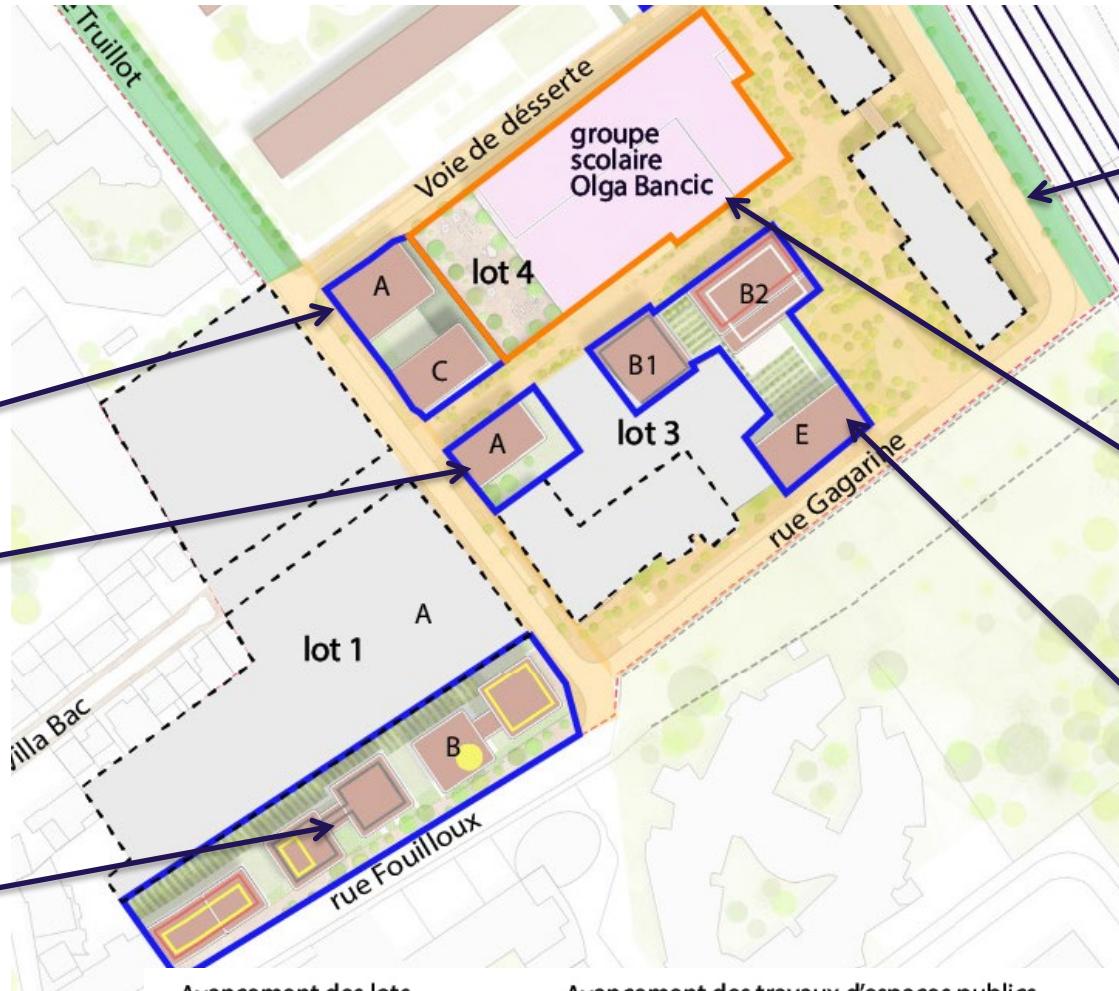 Truillot
Voie de désserte
groupe
scolaire
Olga Bancic
lot 4
A
C
B2
B1
A
lot 3
E
rue Gagarine
A
lot 1
villa Bac
B
rue Fouilloux